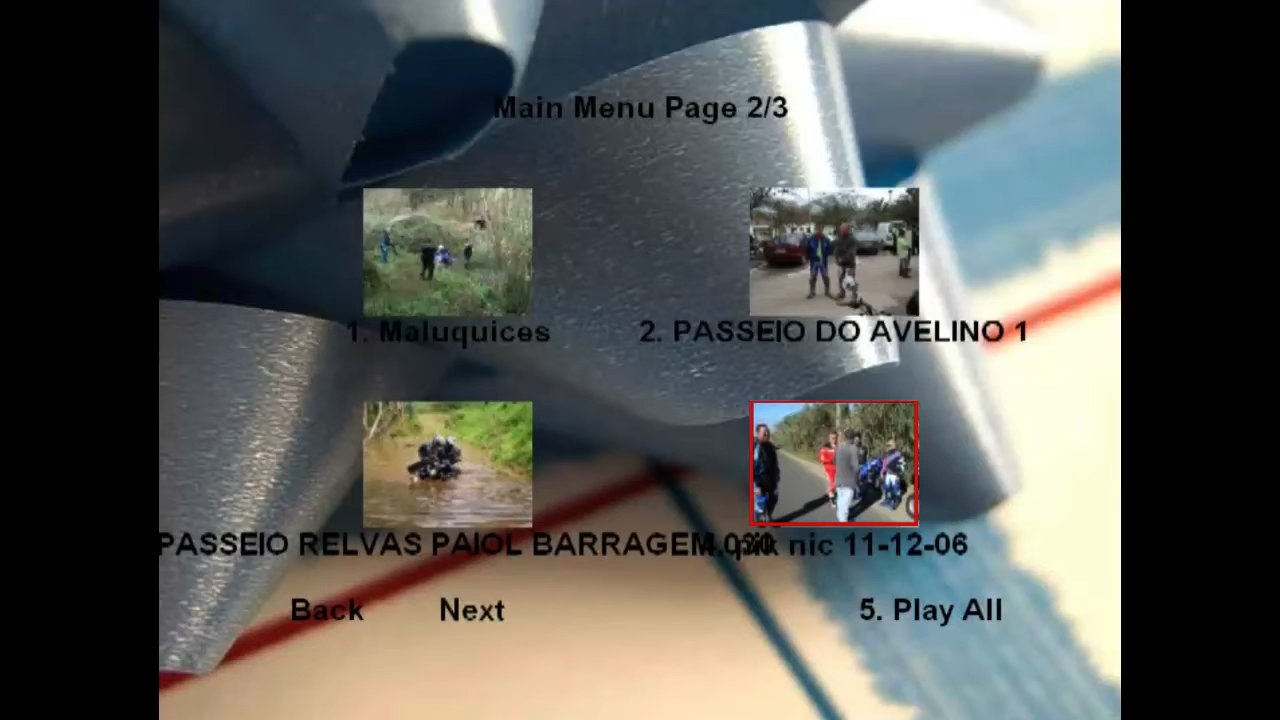 Main Menu Page 2/3
1. Maluquices
2. PASSEIO DO AVELINO 1
PASSEIO RELVAS PAIOL BARRAGEM
nic 11-12-06
Back
Next
5. Play All